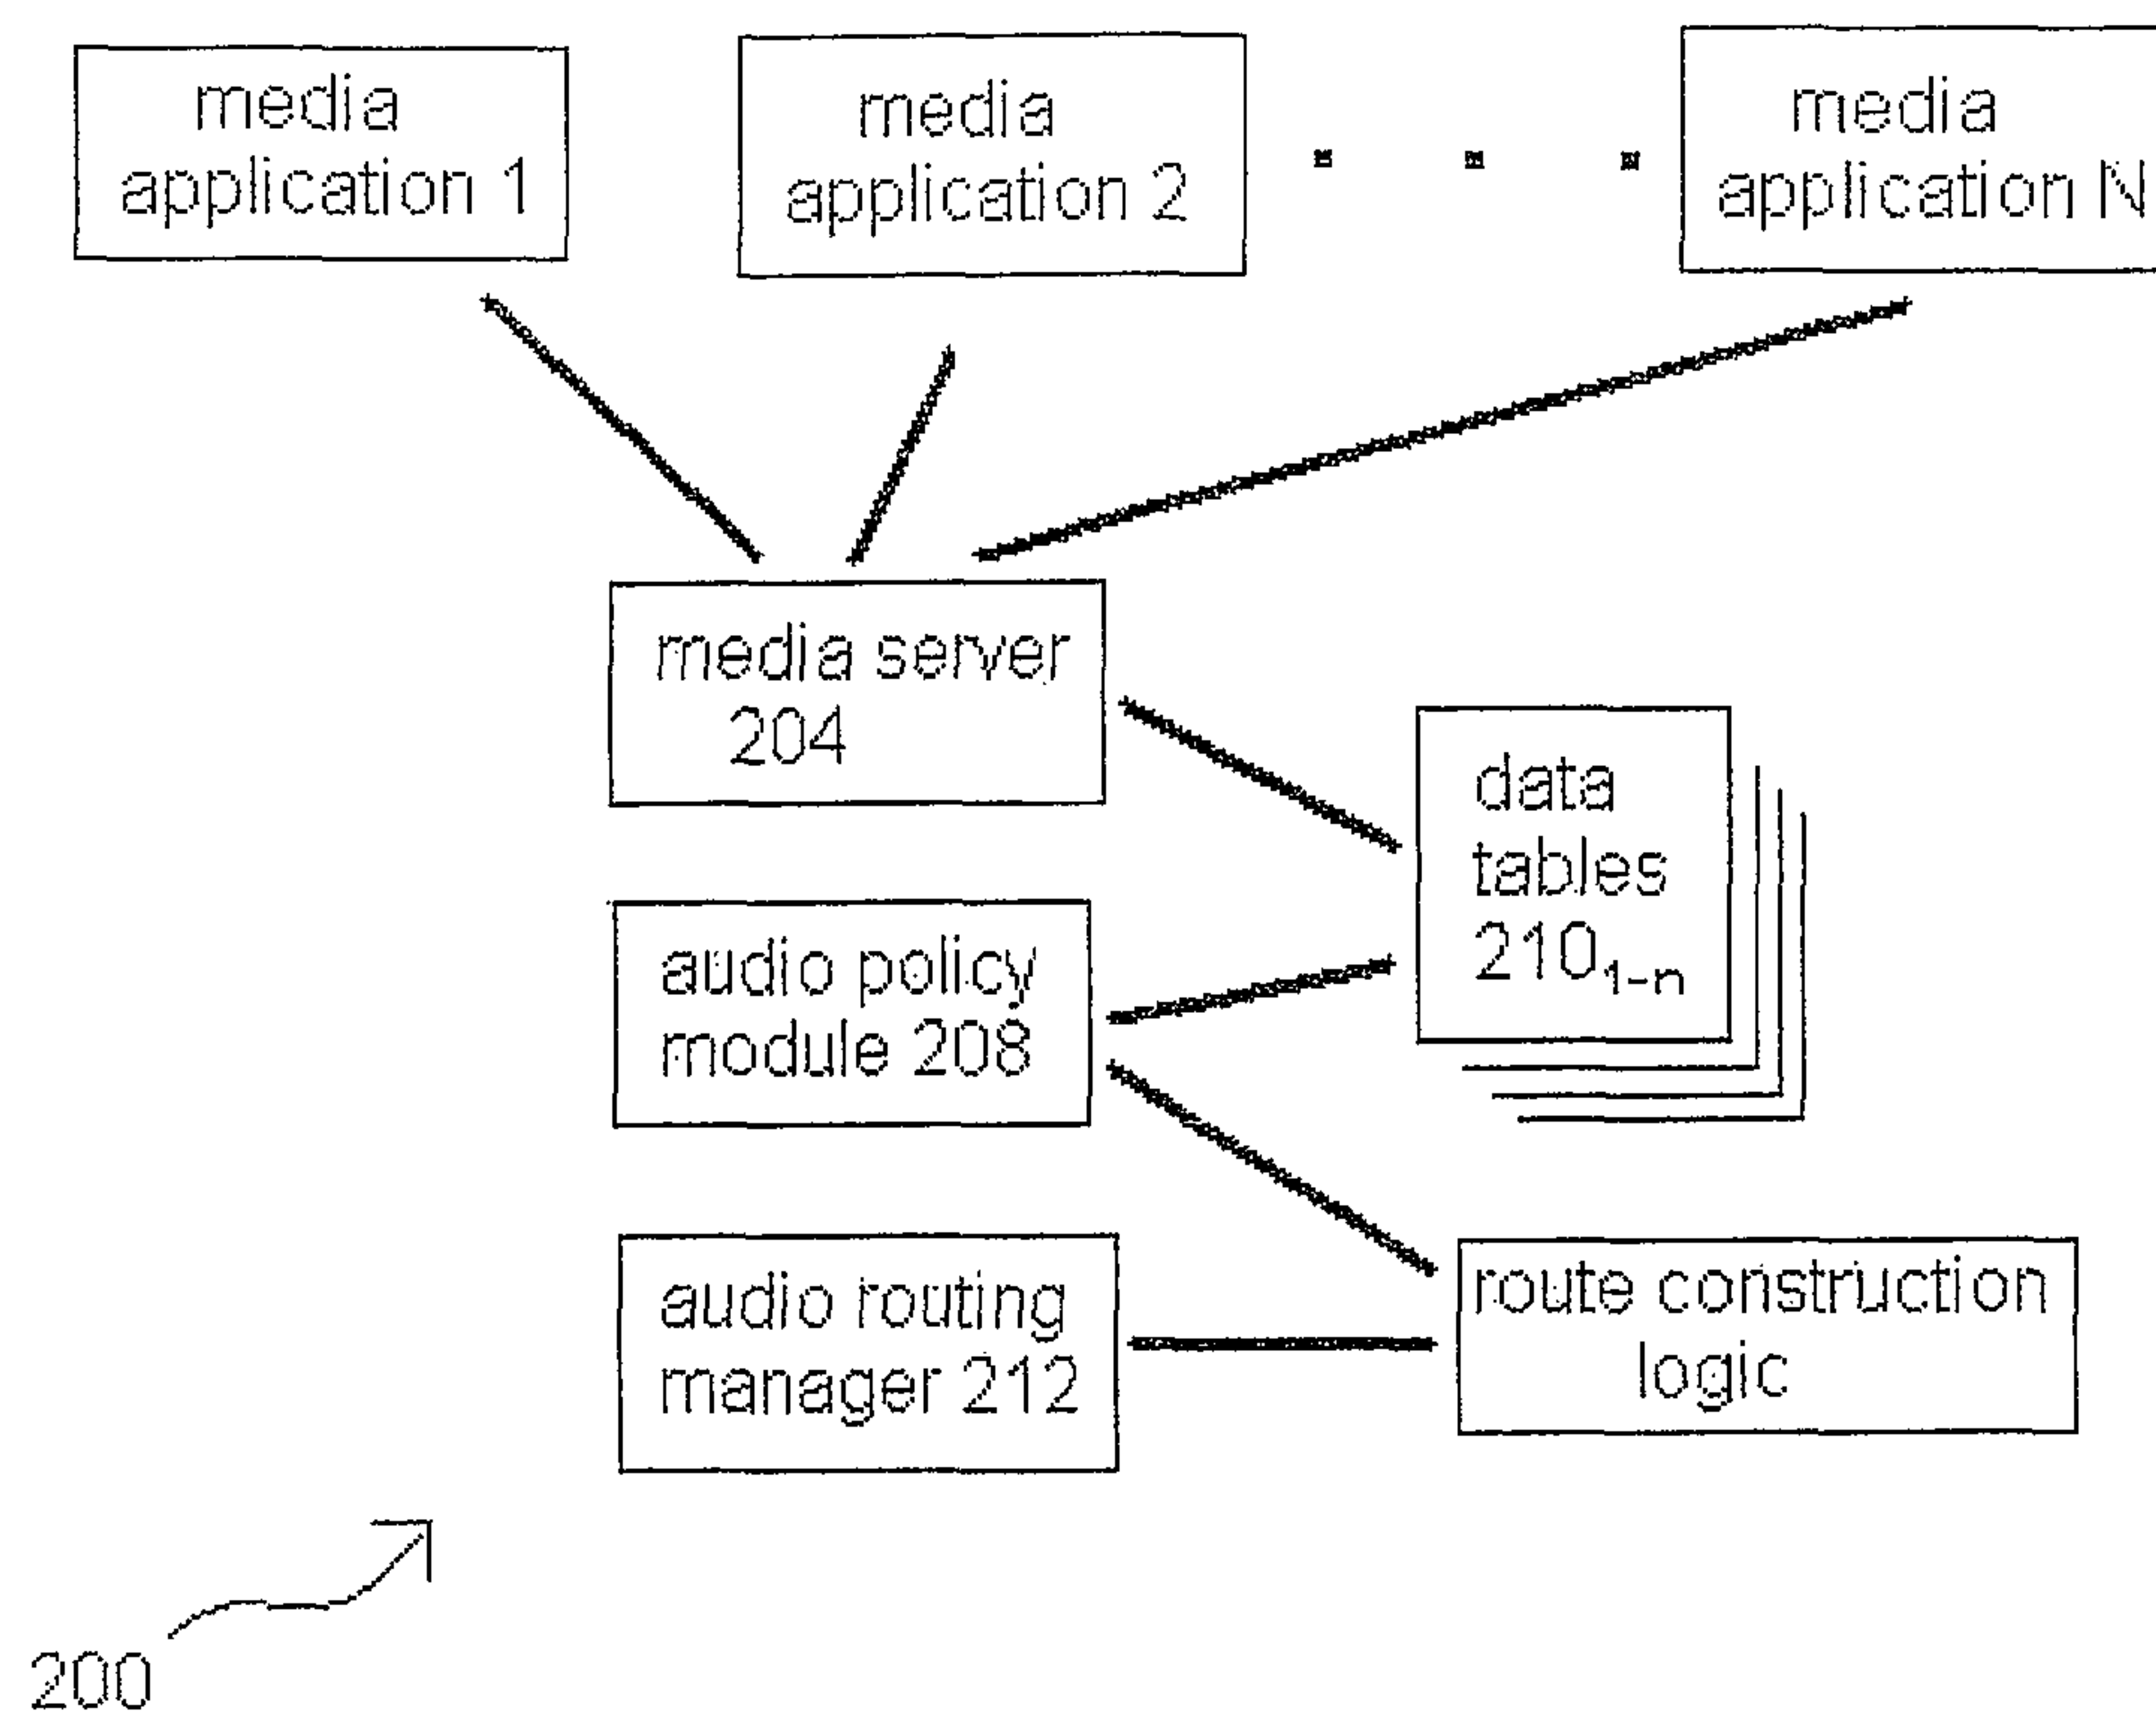 media
application 1
media
application 2
media
application N
media server
204
data
tables
210₁₋ₙ
audio policy
module 208
audio routing
manager 212
route construction
logic
200